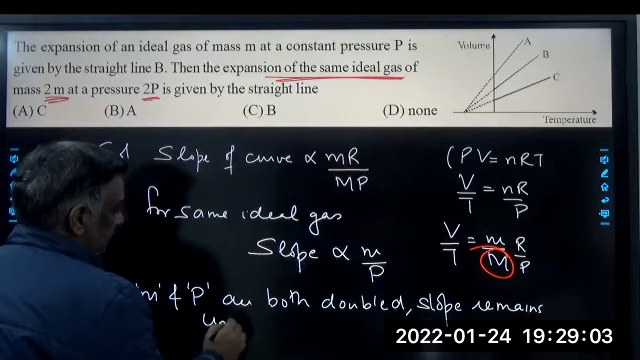 The expansion of an ideal gas of mass m at a constant pressure P is
given by the straight line B. Then the expansion of the same ideal gas of
mass 2 m at a pressure 2P is given by the straight line
(A) C (B) A (C) B (D) none
Volume
A
B
C
Temperature
Slope of curve ∝ mR/MP
(PV = nRT
V/T = nR/P
for same ideal gas
Slope ∝ m/P
V/T = m/M R/P
'm' & 'P' are both doubled, slope remains
un
2022-01-24 19:29:03